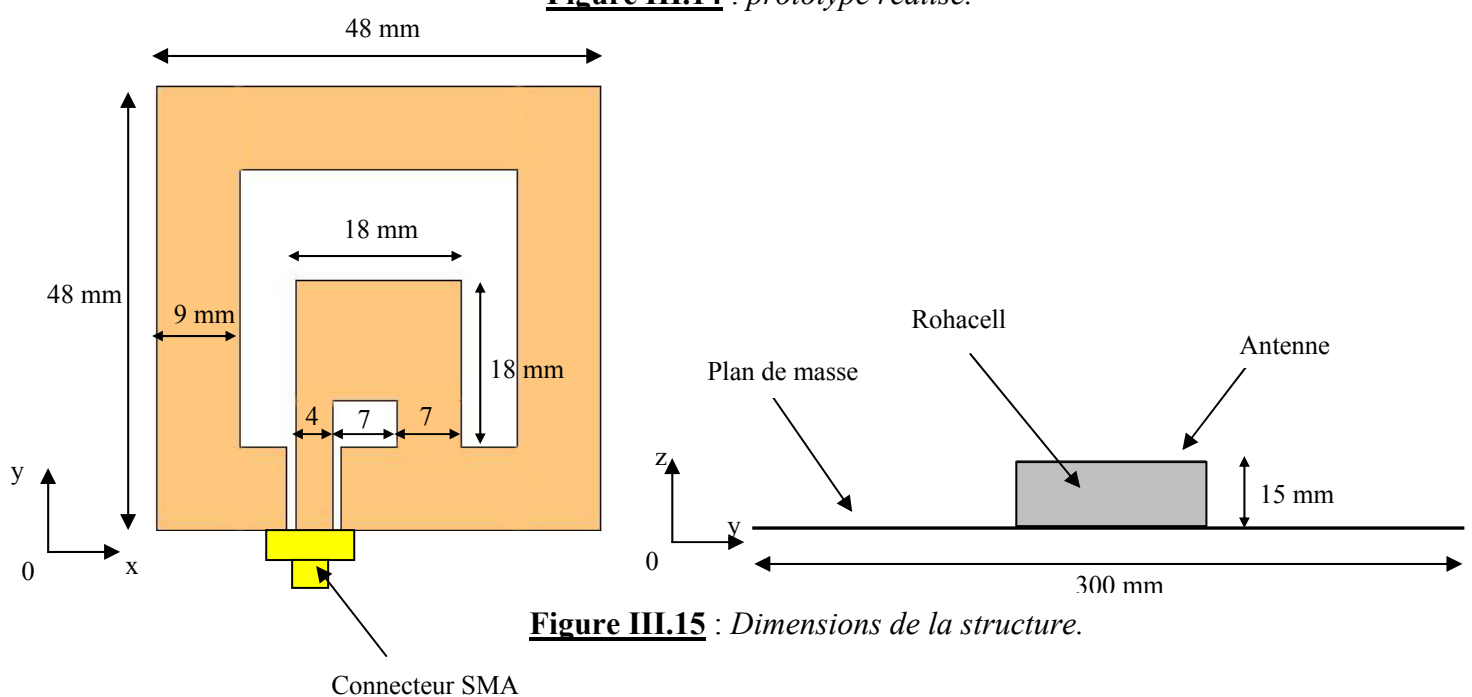 Figure III.14 : prototype réalisé.
48 mm
18 mm
48 mm
9 mm
18 mm
4
7
7
y
x
0
Connecteur SMA
Rohacell
Antenne
Plan de masse
z
y
0
15 mm
300 mm
Figure III.15 : Dimensions de la structure.